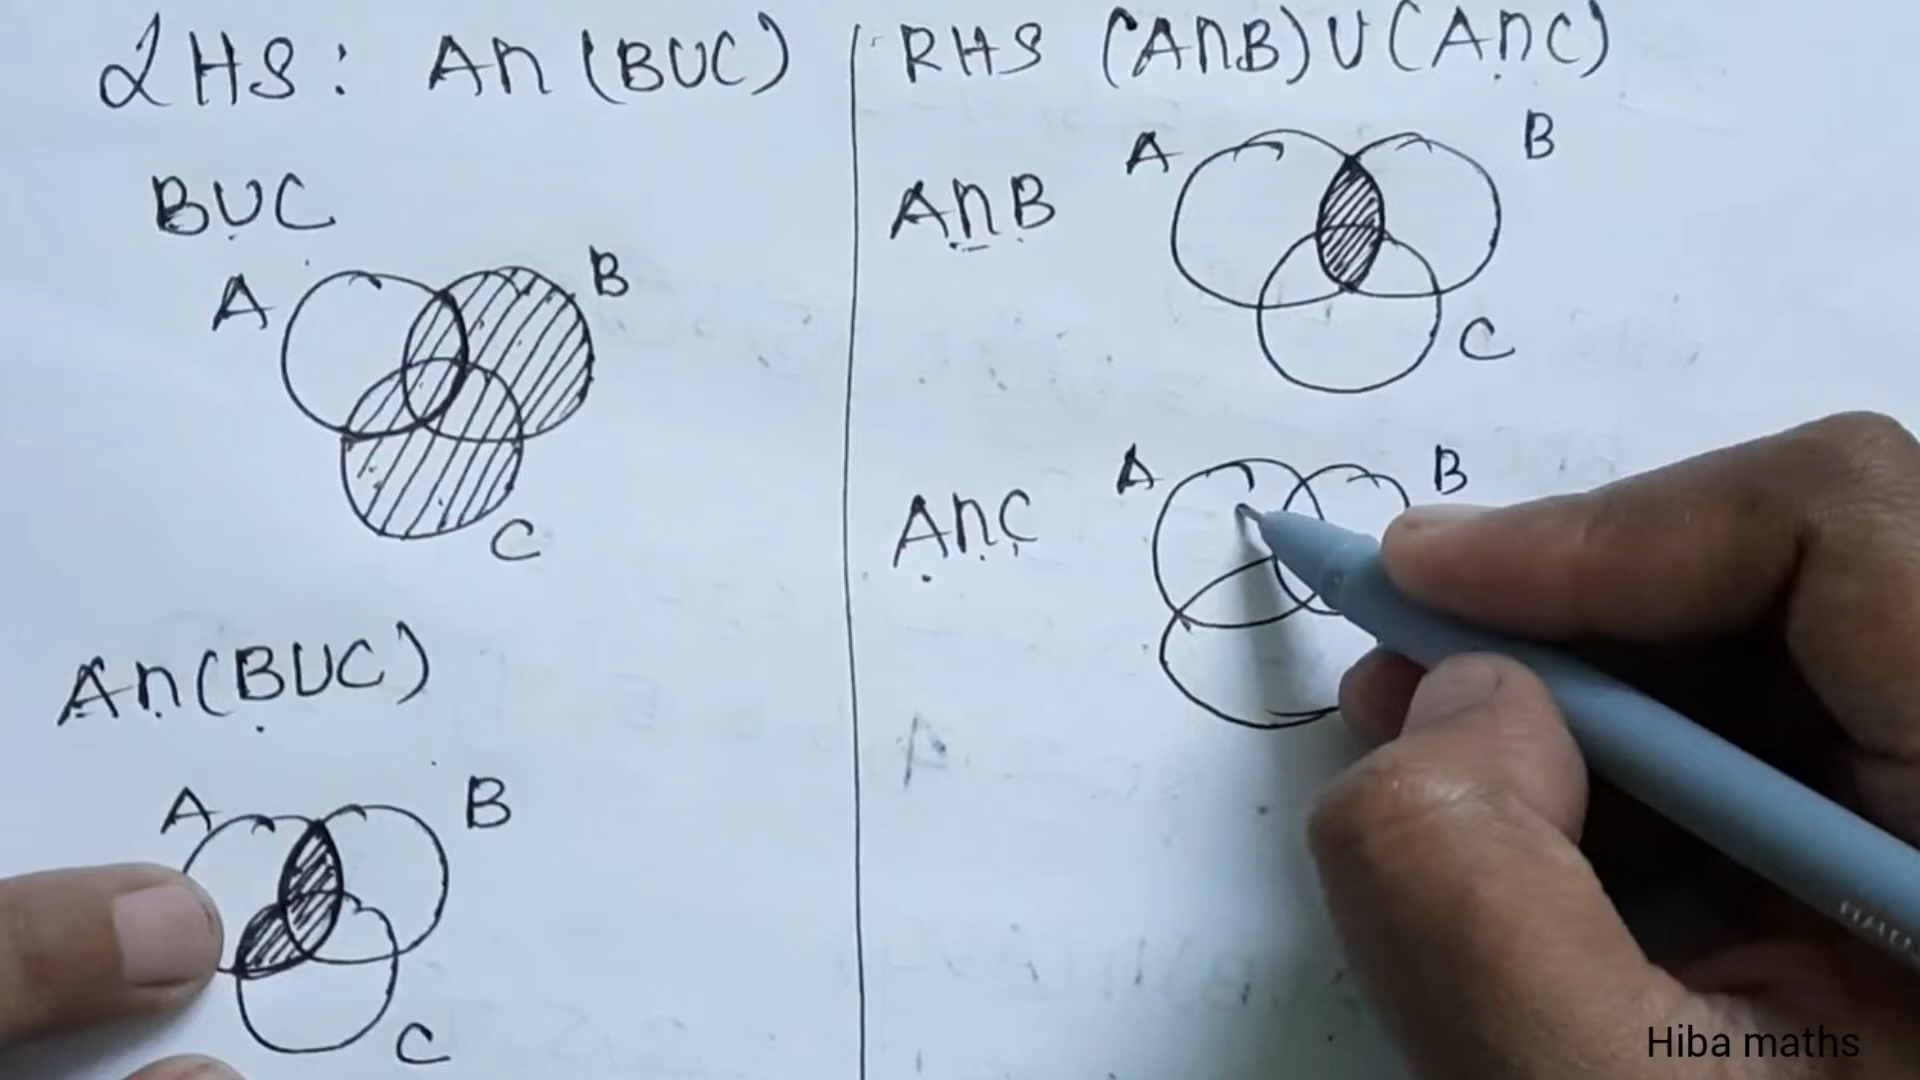 LHS: A∩(B∪C)
B∪C
A
B
C
A∩(B∪C)
A
B
C
RHS (A∩B)∪(A∩C)
A∩B
A
B
C
A∩C
A
B
Hiba maths